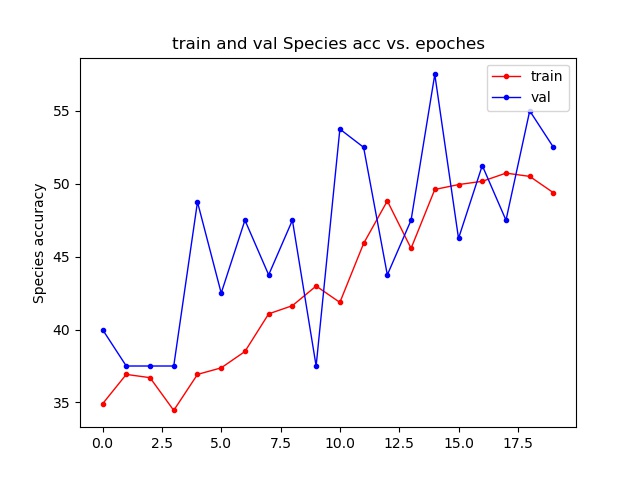 train and val Species acc vs. epoches
train
val
55
50
45
40
35
Species accuracy
0.0 2.5 5.0 7.5 10.0 12.5 15.0 17.5